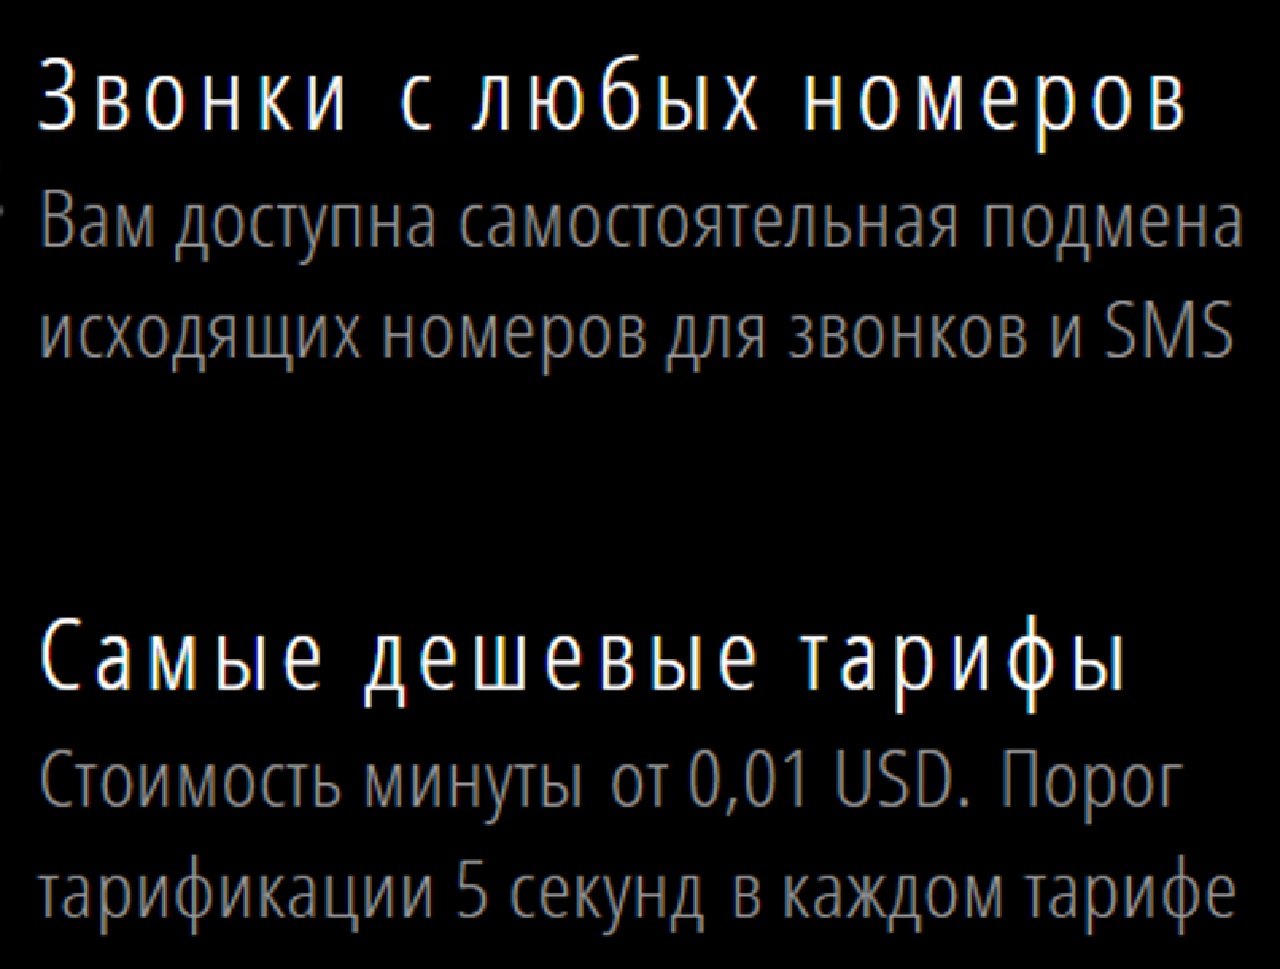 Звонки с любых номеров
Вам доступна самостоятельная подмена
исходящих номеров для звонков и SMS
Самые дешевые тарифы
Стоимость минуты от 0,01 USD. Порог
тарификации 5 секунд в каждом тарифе